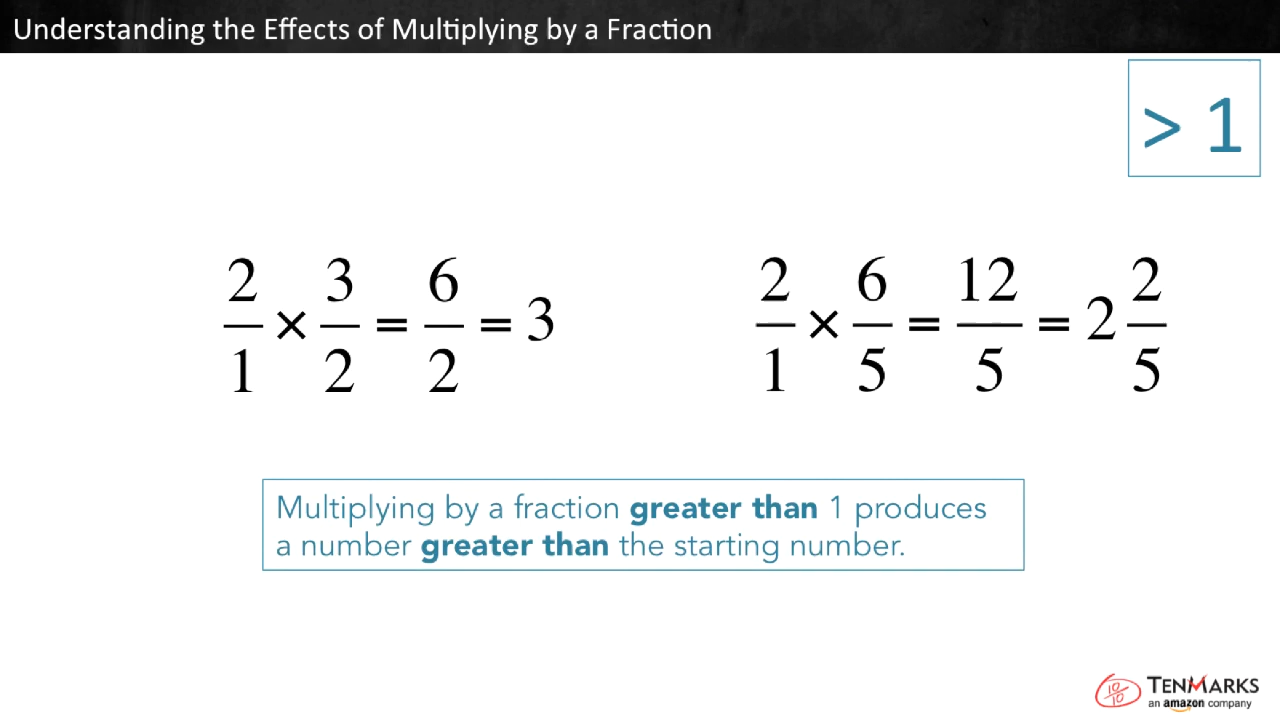 Understanding the Effects of Multiplying by a Fraction
> 1
2/1 × 3/2 = 6/2 = 3
2/1 × 6/5 = 12/5 = 2 2/5
Multiplying by a fraction greater than 1 produces
a number greater than the starting number.
10/10 TENMARKS
an amazon company